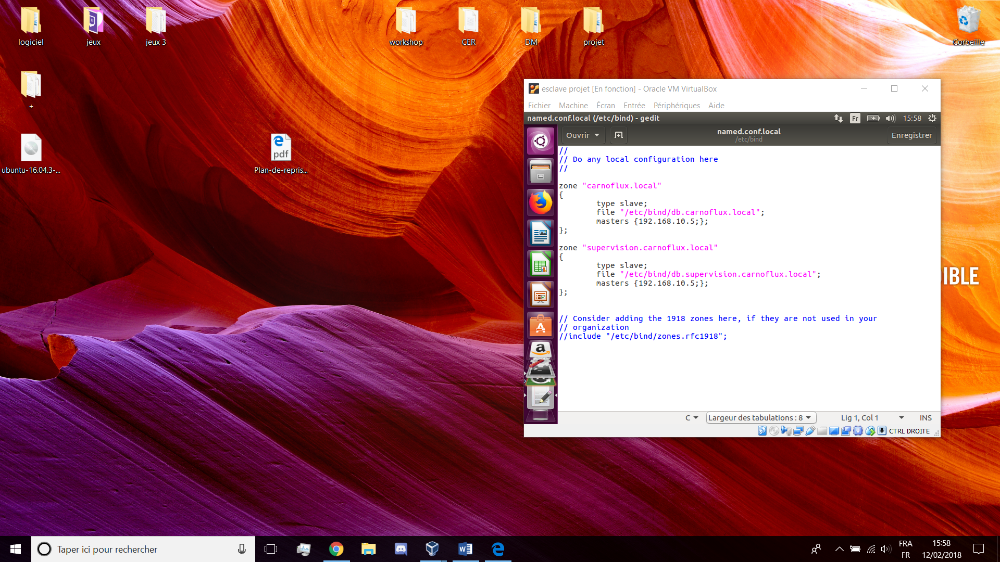 logiciel
jeux
jeux 3
workshop
CER
DM
projet
Corbeille
+
ubuntu-16.04.3-...
pdf
Plan-de-repris...
IBLE
esclave projet [En fonction] - Oracle VM VirtualBox
Fichier Machine Écran Entrée Périphériques Aide
named.conf.local (/etc/bind) - gedit
Fr
15:58
Ouvrir
named.conf.local
/etc/bind
Enregistrer
//
// Do any local configuration here
//
zone "carnoflux.local"
{
type slave;
file "/etc/bind/db.carnoflux.local";
masters {192.168.10.5;};
};
zone "supervision.carnoflux.local"
{
type slave;
file "/etc/bind/db.supervision.carnoflux.local";
masters {192.168.10.5;};
};
// Consider adding the 1918 zones here, if they are not used in your
// organization
//include "/etc/bind/zones.rfc1918";
C
Largeur des tabulations : 8
Lig 1, Col 1
INS
CTRL DROITE
Taper ici pour rechercher
FRA
FR
15:58
12/02/2018